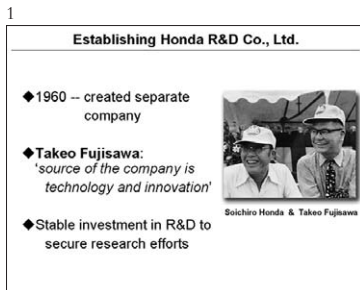 1
Establishing Honda R&D Co., Ltd.
◆1960 -- created separate
company
◆Takeo Fujisawa:
'source of the company is
technology and innovation'
◆Stable investment in R&D to
secure research efforts
Soichiro Honda & Takeo Fujisawa